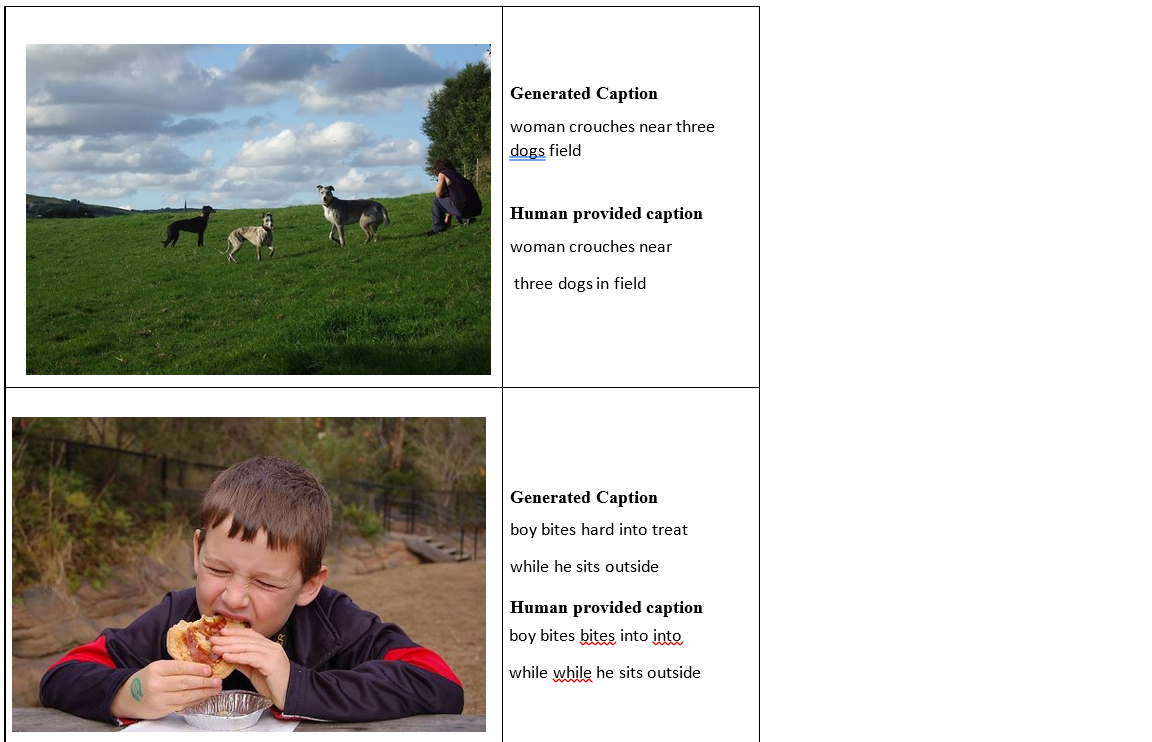 Generated Caption
woman crouches near three
dogs field
Human provided caption
woman crouches near
three dogs in field
Generated Caption
boy bites hard into treat
while he sits outside
Human provided caption
boy bites bites into into
while while he sits outside